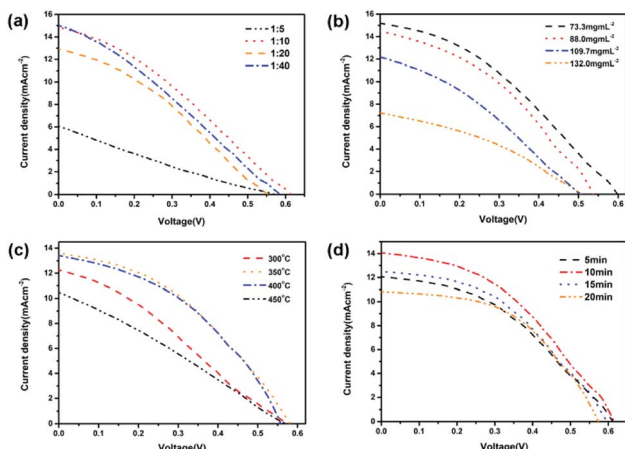 (a)
16
14
12
10
8
6
4
2
0
Current density(mAcm⁻²)
1:5
1:10
1:20
1:40
0.0 0.1 0.2 0.3 0.4 0.5 0.6
Voltage(V)
(b)
16
14
12
10
8
6
4
2
0
Current density(mAcm⁻²)
73.3mgmL⁻²
88.0mgmL⁻²
109.7mgmL⁻²
132.0mgmL⁻²
0.0 0.1 0.2 0.3 0.4 0.5 0.6
Voltage(V)
(c)
14
12
10
8
6
4
2
0
Current density(mAcm⁻²)
300°C
350°C
400°C
450°C
0.0 0.1 0.2 0.3 0.4 0.5 0.6
Voltage(V)
(d)
14
12
10
8
6
4
2
0
Current density(mAcm⁻²)
5min
10min
15min
20min
0.0 0.1 0.2 0.3 0.4 0.5 0.6
Voltage(V)